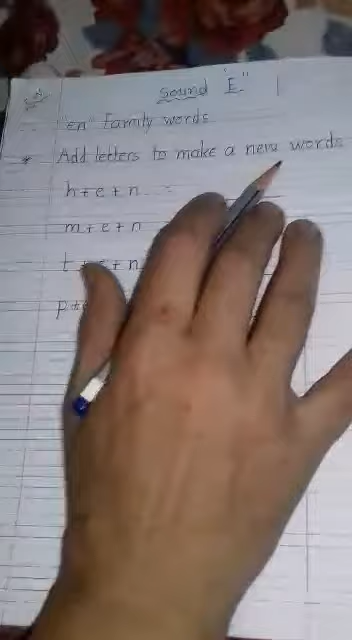 Sound "E"
"en" Family words
* Add letters to make a new words
h+e+n :
m+e+n
t+e+n
p+